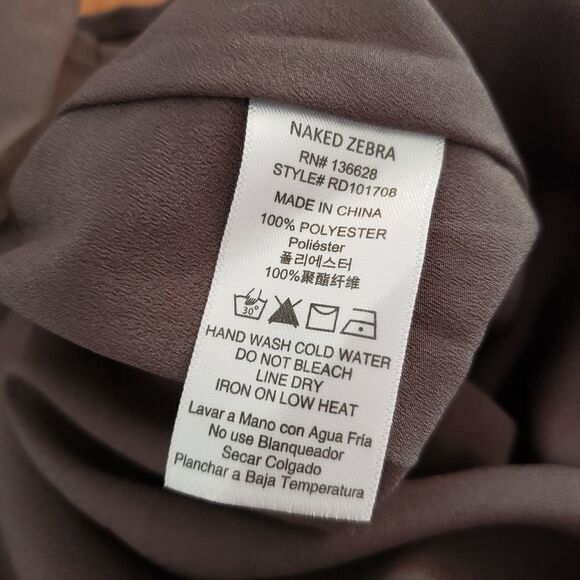 NAKED ZEBRA
RN# 136628
STYLE# RD101708
MADE IN CHINA
100% POLYESTER
Poliéster
폴리에스터
100%聚酯纤维
30°
HAND WASH COLD WATER
DO NOT BLEACH
LINE DRY
IRON ON LOW HEAT
Lavar a Mano con Agua Fría
No use Blanqueador
Secar Colgado
Planchar a Baja Temperatura